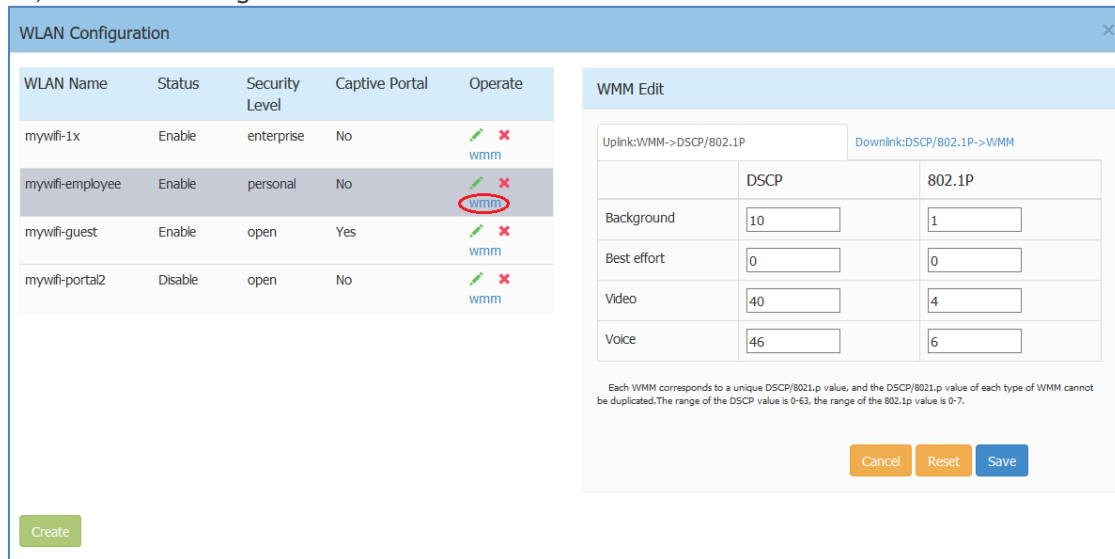 WLAN Configuration
WLAN Name Status Security Level Captive Portal Operate
mywifi-1x Enable enterprise No
wmm
mywifi-employee Enable personal No
wmm
mywifi-guest Enable open Yes
wmm
mywifi-portal2 Disable open No
wmm
Create
WMM Edit
Uplink:WMM->DSCP/802.1P Downlink:DSCP/802.1P->WMM
DSCP 802.1P
Background 10 1
Best effort 0 0
Video 40 4
Voice 46 6
Each WMM corresponds to a unique DSCP/8021.p value, and the DSCP/8021.p value of each type of WMM cannot
be duplicated.The range of the DSCP value is 0-63, the range of the 802.1p value is 0-7.
Cancel Reset Save